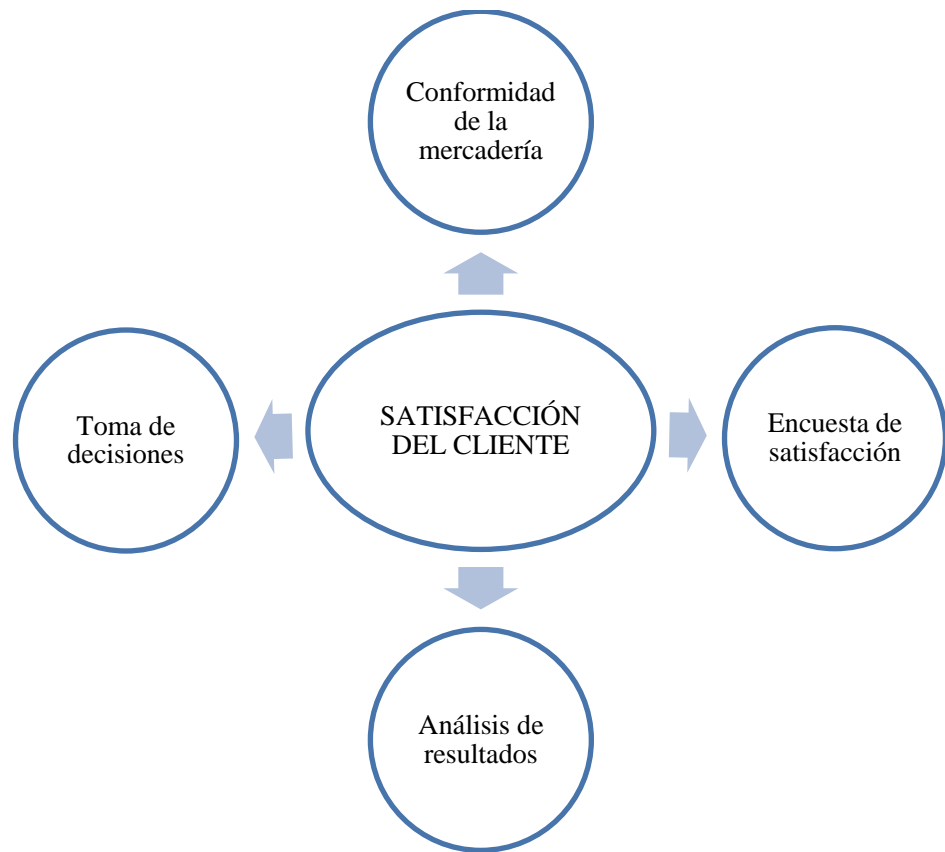 Conformidad
de la
mercadería
SATISFACCIÓN
DEL CLIENTE
Toma de
decisiones
Encuesta de
satisfacción
Análisis de
resultados